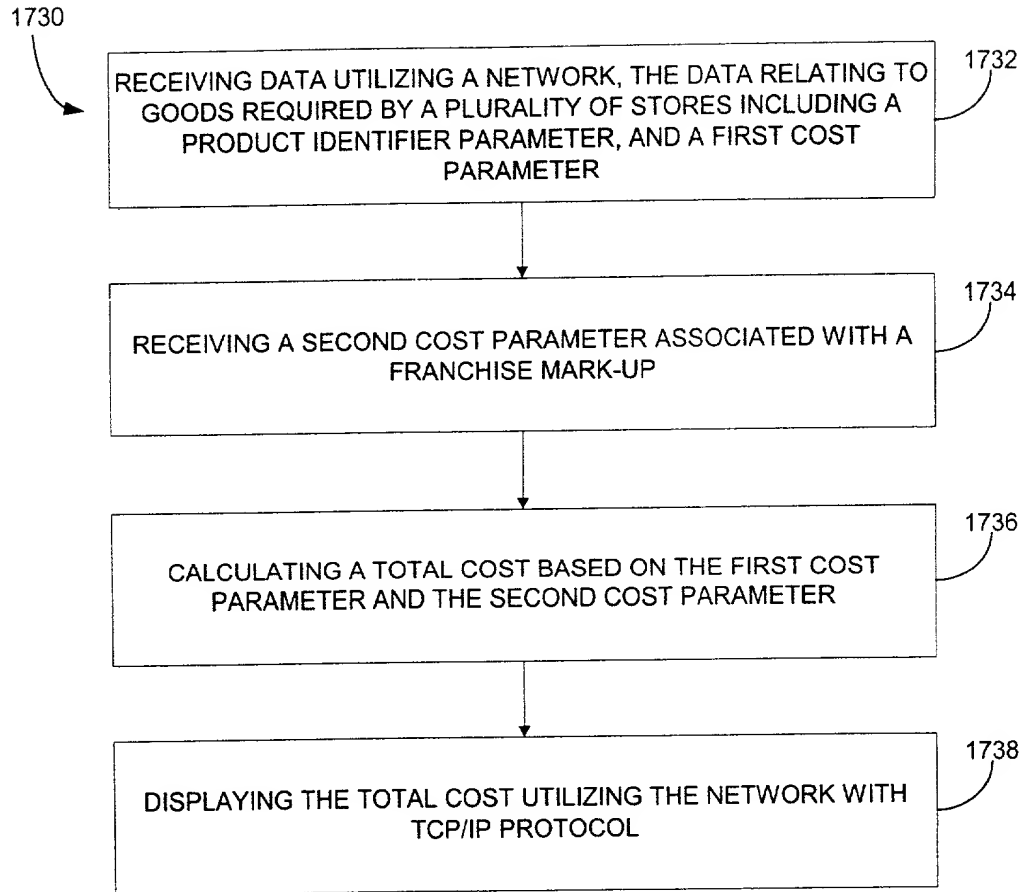 1730
1732
RECEIVING DATA UTILIZING A NETWORK, THE DATA RELATING TO
GOODS REQUIRED BY A PLURALITY OF STORES INCLUDING A
PRODUCT IDENTIFIER PARAMETER, AND A FIRST COST
PARAMETER
1734
RECEIVING A SECOND COST PARAMETER ASSOCIATED WITH A
FRANCHISE MARK-UP
1736
CALCULATING A TOTAL COST BASED ON THE FIRST COST
PARAMETER AND THE SECOND COST PARAMETER
1738
DISPLAYING THE TOTAL COST UTILIZING THE NETWORK WITH
TCP/IP PROTOCOL